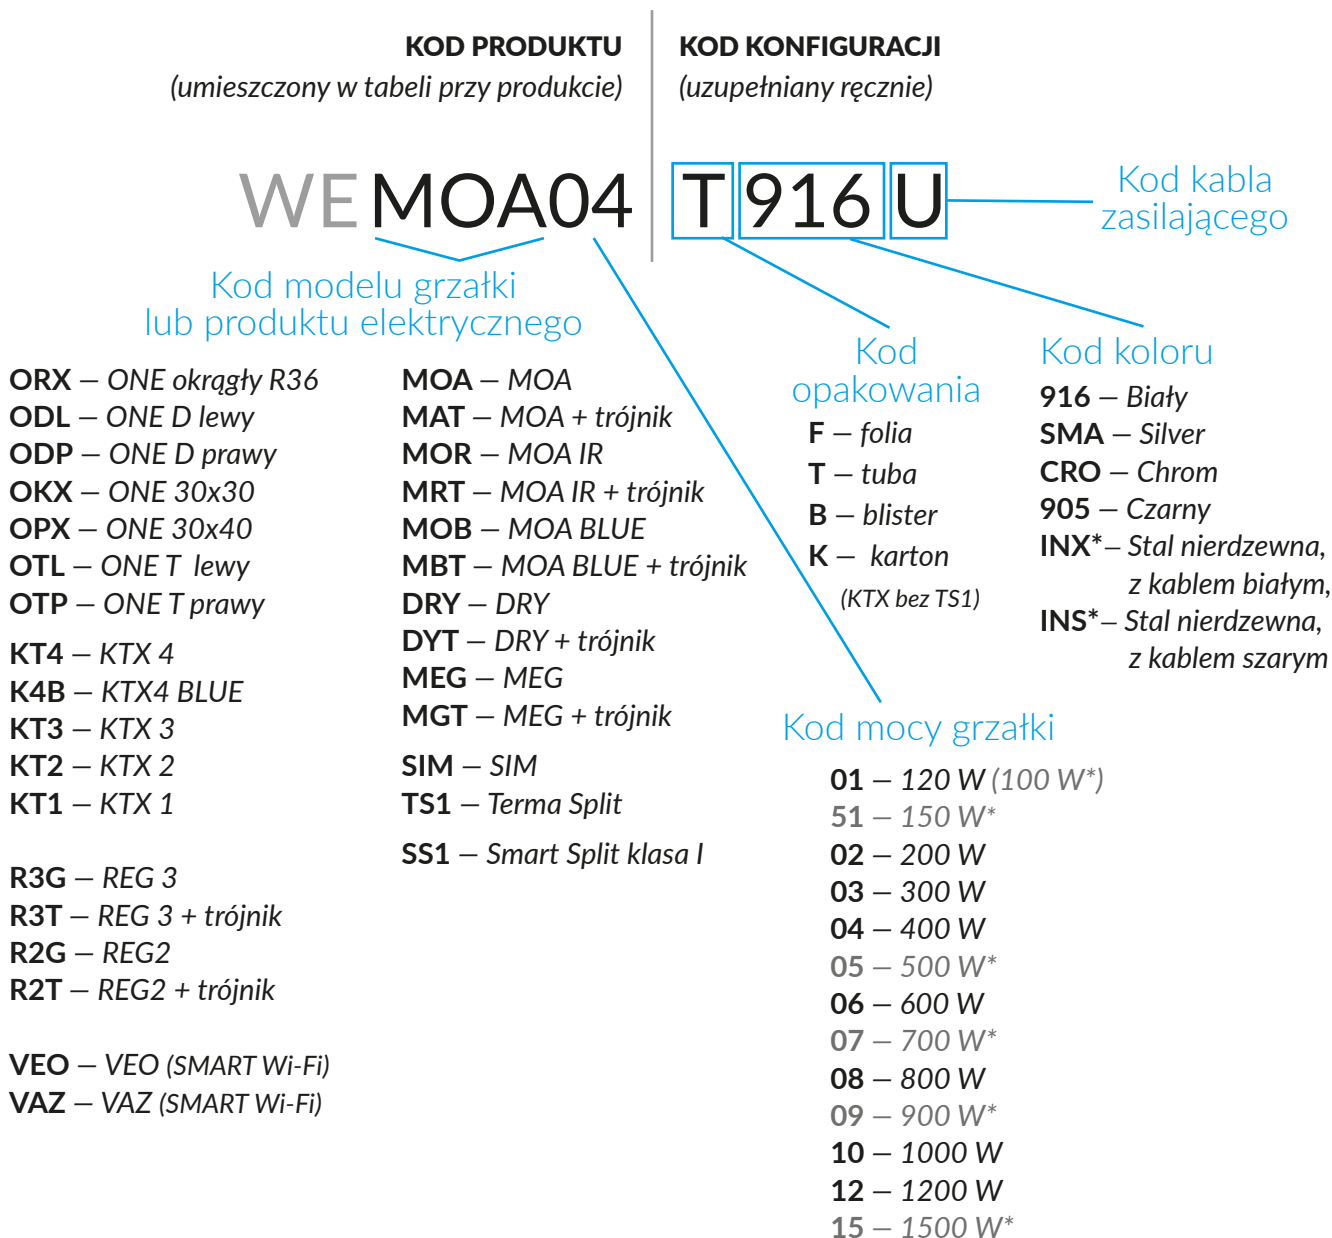 KOD PRODUKTU
(umieszczony w tabeli przy produkcie)
KOD KONFIGURACJI
(uzupełniany ręcznie)
WEMOA04
T916U
Kod kabla
zasilającego
Kod modelu grzałki
lub produktu elektrycznego
ORX – ONE okrągły R36
ODL – ONE D lewy
ODP – ONE D prawy
OKX – ONE 30x30
OPX – ONE 30x40
OTL – ONE T lewy
OTP – ONE T prawy
KT4 – KTX 4
K4B – KTX4 BLUE
KT3 – KTX 3
KT2 – KTX 2
KT1 – KTX 1
R3G – REG 3
R3T – REG 3 + trójnik
R2G – REG2
R2T – REG2 + trójnik
VEO – VEO (SMART Wi-Fi)
VAZ – VAZ (SMART Wi-Fi)
MOA – MOA
MAT – MOA + trójnik
MOR – MOA IR
MRT – MOA IR + trójnik
MOB – MOA BLUE
MBT – MOA BLUE + trójnik
DRY – DRY
DYT – DRY + trójnik
MEG – MEG
MGT – MEG + trójnik
SIM – SIM
TS1 – Terma Split
SS1 – Smart Split klasa I
Kod
opakowania
F – folia
T – tuba
B – blister
K – karton
(KTX bez TS1)
Kod koloru
916 – Biały
SMA – Silver
CRO – Chrom
905 – Czarny
INX*– Stal nierdzewna,
z kablem białym,
INS*– Stal nierdzewna,
z kablem szarym
Kod mocy grzałki
01 – 120 W (100 W*)
51 – 150 W*
02 – 200 W
03 – 300 W
04 – 400 W
05 – 500 W*
06 – 600 W
07 – 700 W*
08 – 800 W
09 – 900 W*
10 – 1000 W
12 – 1200 W
15 – 1500 W*